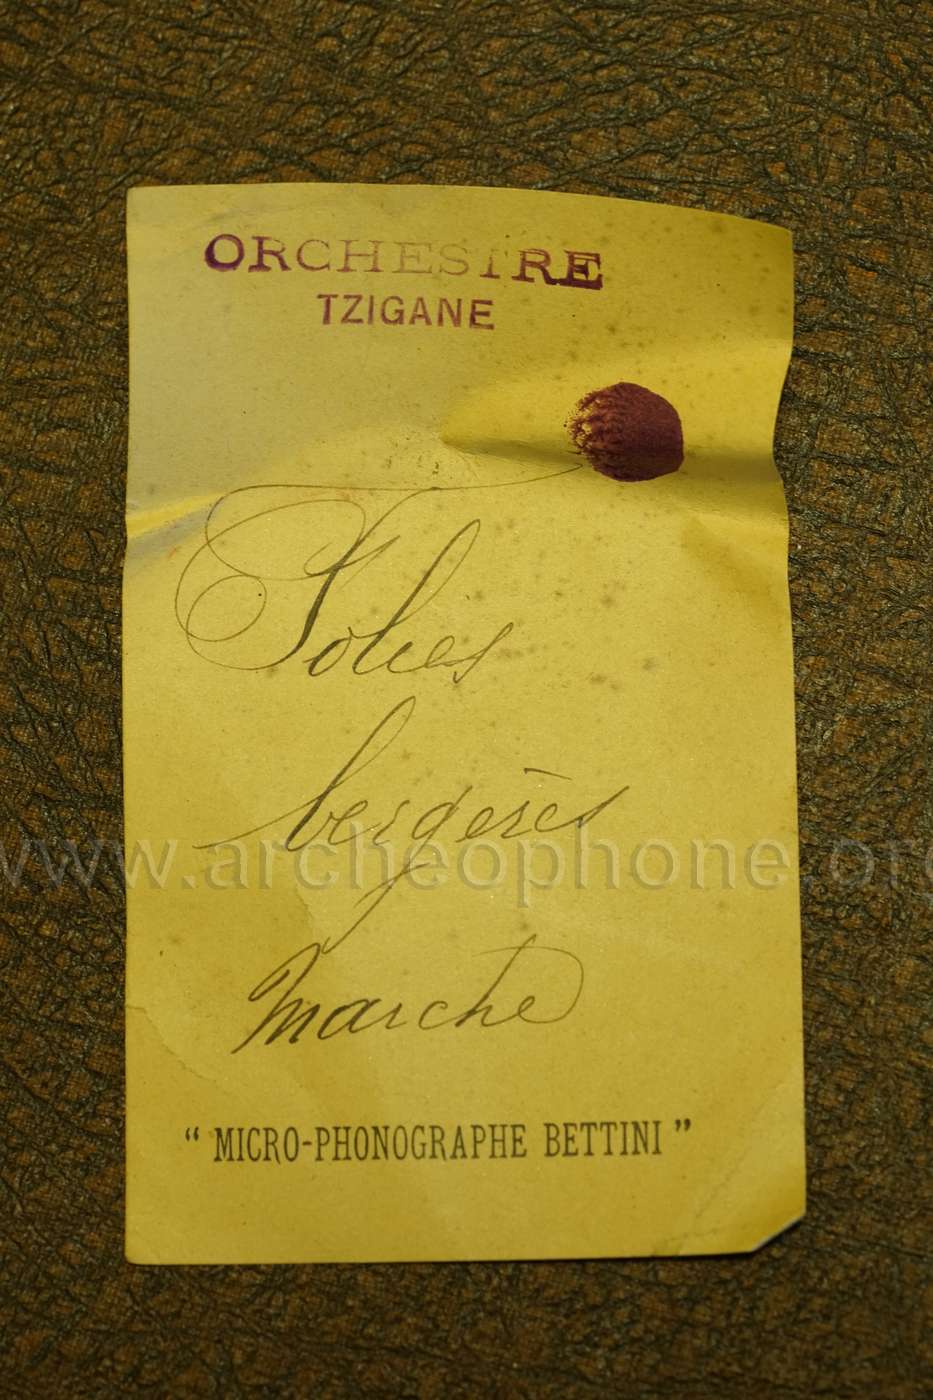 ORCHESTRE
TZIGANE
Folies
bergères
www.archeophone.org
Marche
“ MICRO-PHONOGRAPHE BETTINI ”